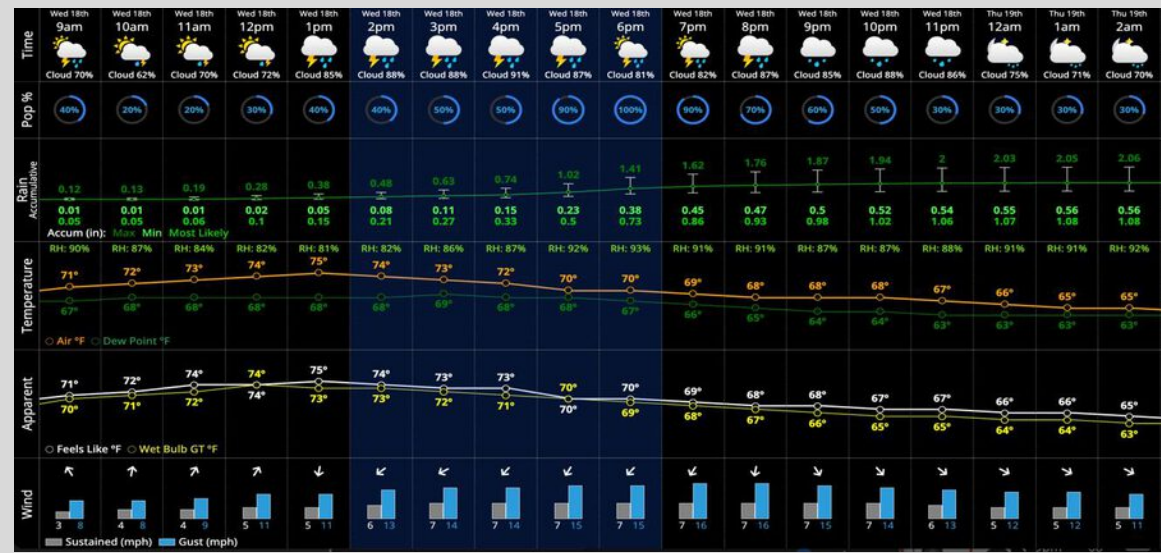 Time
Wed 18th Wed 18th Wed 18th Wed 18th Wed 18th Wed 18th Wed 18th Wed 18th Wed 18th Wed 18th Wed 18th Wed 18th Wed 18th Wed 18th Wed 18th Thu 19th Thu 19th Thu 19th
9am 10am 11am 12pm 1pm 2pm 3pm 4pm 5pm 6pm 7pm 8pm 9pm 10pm 11pm 12am 1am 2am
Cloud 70% Cloud 62% Cloud 70% Cloud 72% Cloud 85% Cloud 88% Cloud 88% Cloud 91% Cloud 87% Cloud 81% Cloud 82% Cloud 87% Cloud 85% Cloud 88% Cloud 86% Cloud 75% Cloud 71% Cloud 70%
Pop %
40% 20% 20% 30% 40% 40% 50% 50% 90% 100% 90% 70% 60% 50% 30% 30% 30% 30%
Rain
Accumulative
0.12 0.13 0.19 0.28 0.38 0.48 0.63 0.74 1.02 1.41 1.62 1.76 1.87 1.94 2 2.03 2.05 2.06
0.01 0.01 0.01 0.02 0.05 0.08 0.11 0.15 0.23 0.38 0.45 0.47 0.5 0.52 0.54 0.55 0.56 0.56
0.05 0.05 0.06 0.1 0.15 0.21 0.27 0.33 0.5 0.73 0.86 0.93 0.98 1.02 1.06 1.07 1.08 1.08
Accum (in): Max Min Most Likely
Temperature
RH: 90% RH: 87% RH: 84% RH: 82% RH: 81% RH: 82% RH: 86% RH: 87% RH: 92% RH: 93% RH: 91% RH: 91% RH: 87% RH: 87% RH: 88% RH: 91% RH: 91% RH: 92%
71° 72° 73° 74° 75° 74° 73° 72° 70° 70° 69° 68° 68° 68° 67° 66° 65° 65°
67° 68° 68° 68° 68° 68° 69° 68° 68° 67° 66° 65° 64° 64° 63° 63° 63° 63°
Air °F Dew Point °F
Apparent
71° 72° 74° 74° 75° 74° 73° 73° 70° 70° 69° 68° 68° 67° 67° 66° 66° 65°
70° 71° 72° 74° 73° 73° 72° 71° 70° 69° 68° 67° 66° 65° 65° 64° 64° 63°
Feels Like °F Wet Bulb GT °F
Wind
3 8 4 8 4 9 5 11 5 11 6 13 7 14 7 14 7 15 7 15 7 16 7 16 7 15 7 14 6 13 5 12 5 12 5 11
Sustained (mph) Gust (mph)